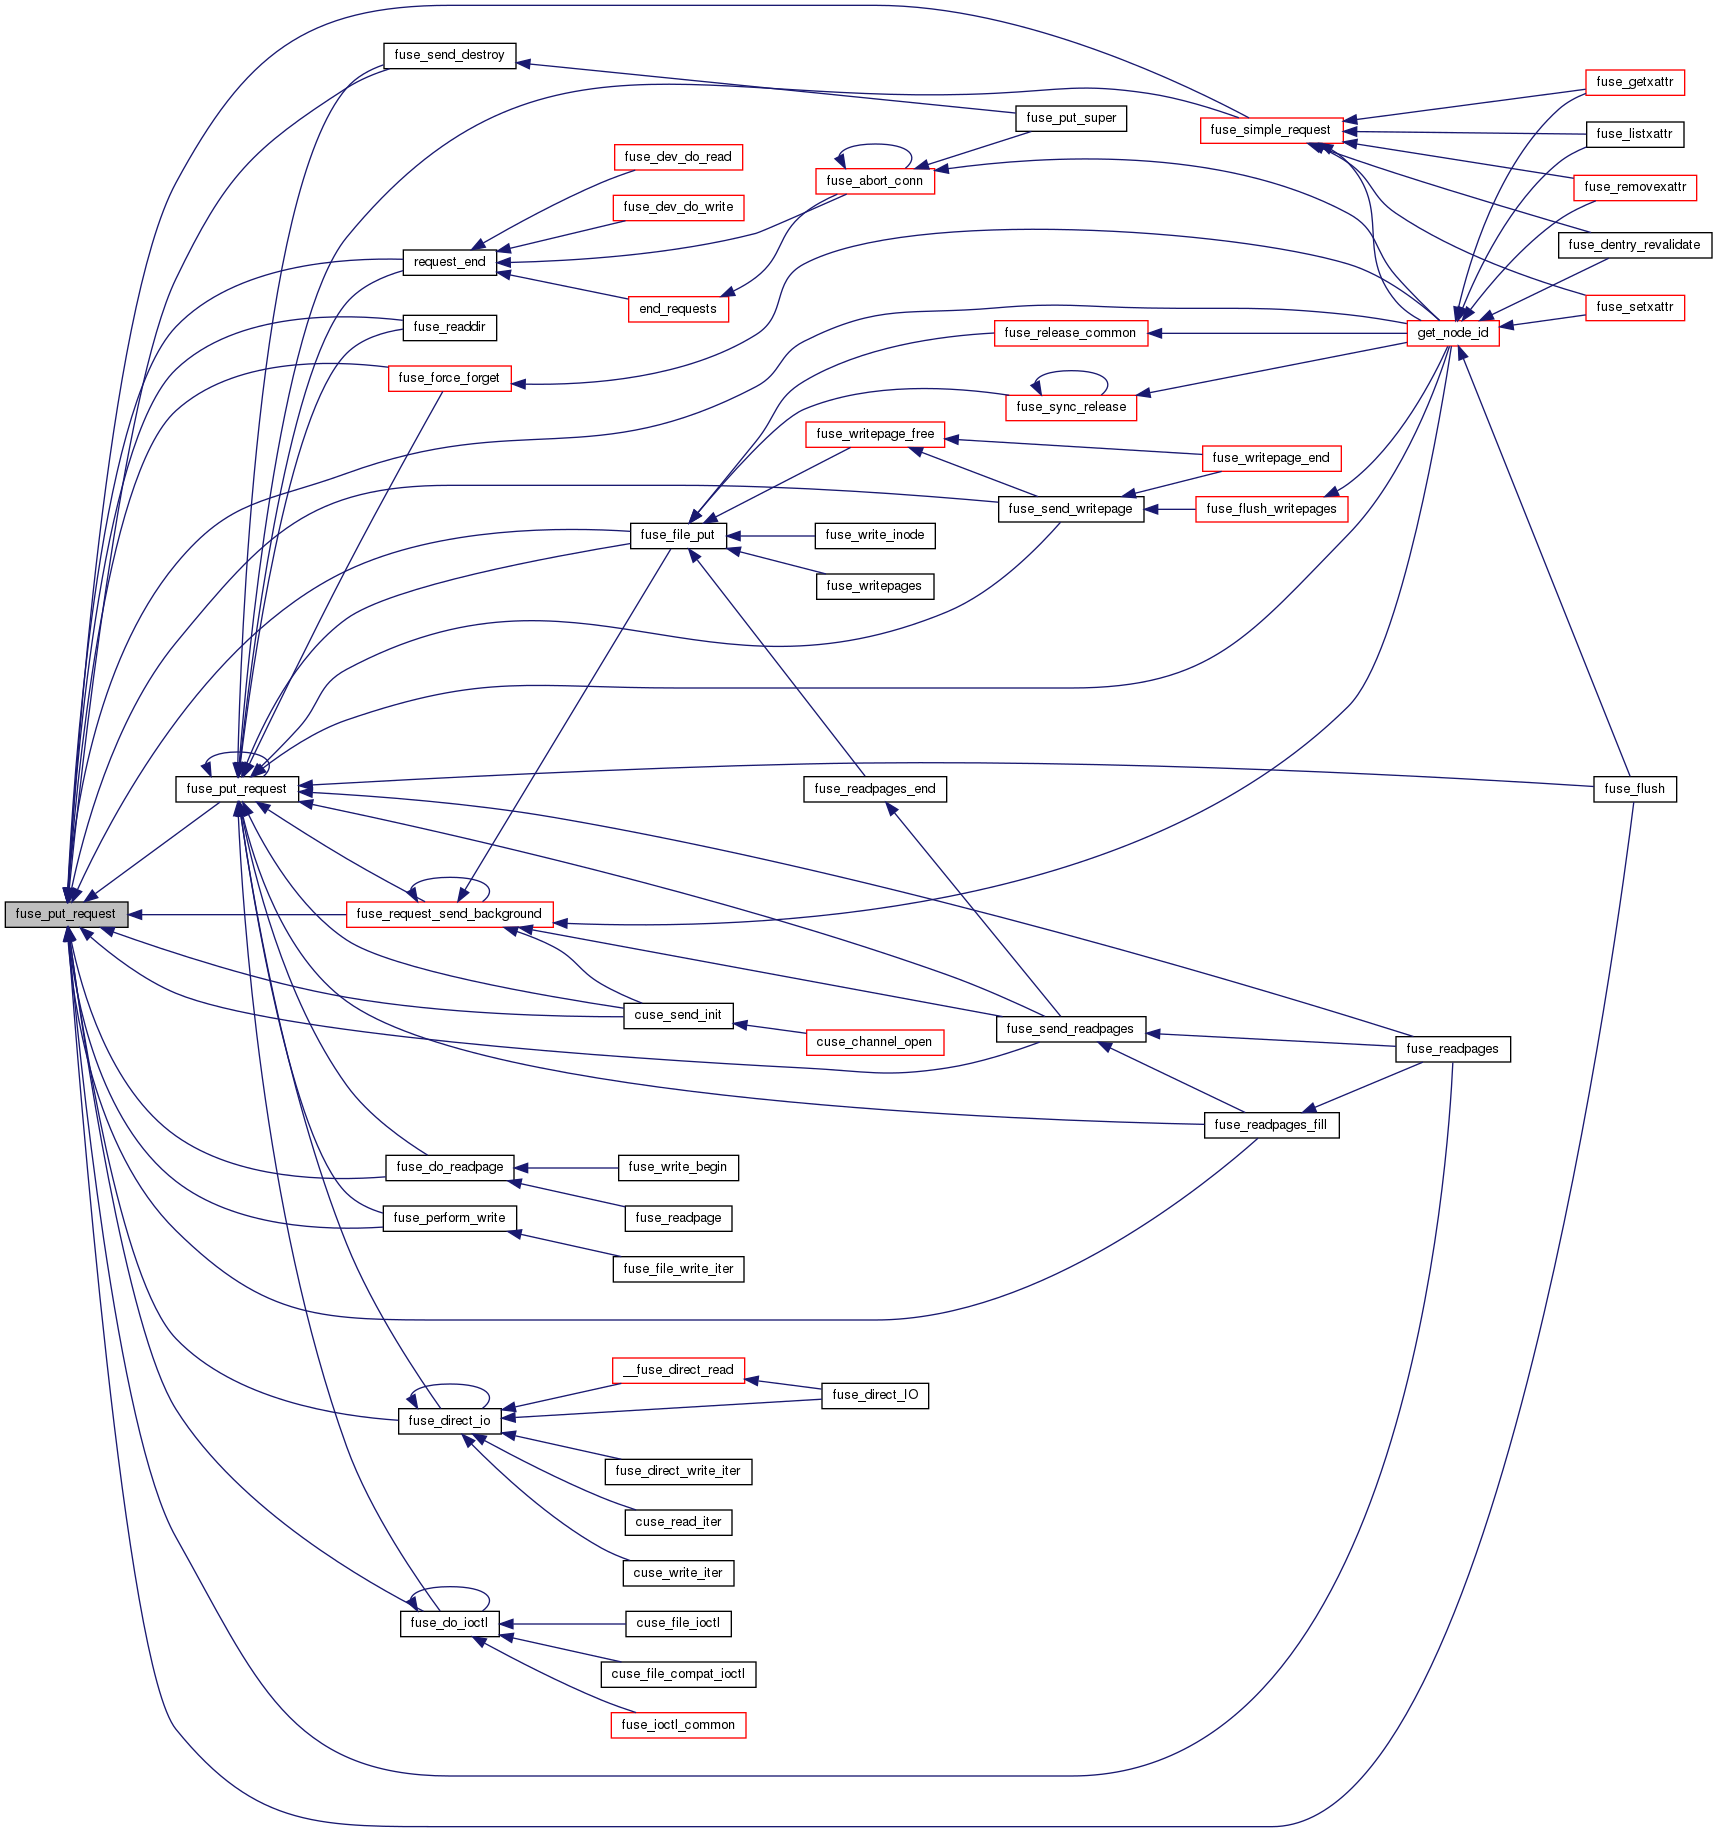 fuse_send_destroy
fuse_getxattr
fuse_put_super
fuse_simple_request
fuse_listxattr
fuse_dev_do_read
fuse_abort_conn
fuse_removexattr
fuse_dev_do_write
fuse_dentry_revalidate
request_end
end_requests
fuse_setxattr
fuse_readdir
fuse_release_common
get_node_id
fuse_force_forget
fuse_sync_release
fuse_writepage_free
fuse_writepage_end
fuse_send_writepage
fuse_flush_writepages
fuse_file_put
fuse_write_inode
fuse_writepages
fuse_put_request
fuse_readpages_end
fuse_flush
fuse_put_request
fuse_request_send_background
cuse_send_init
fuse_send_readpages
cuse_channel_open
fuse_readpages
fuse_readpages_fill
fuse_do_readpage
fuse_write_begin
fuse_perform_write
fuse_readpage
fuse_file_write_iter
__fuse_direct_read
fuse_direct_IO
fuse_direct_io
fuse_direct_write_iter
cuse_read_iter
cuse_write_iter
fuse_do_ioctl
cuse_file_ioctl
cuse_file_compat_ioctl
fuse_ioctl_common